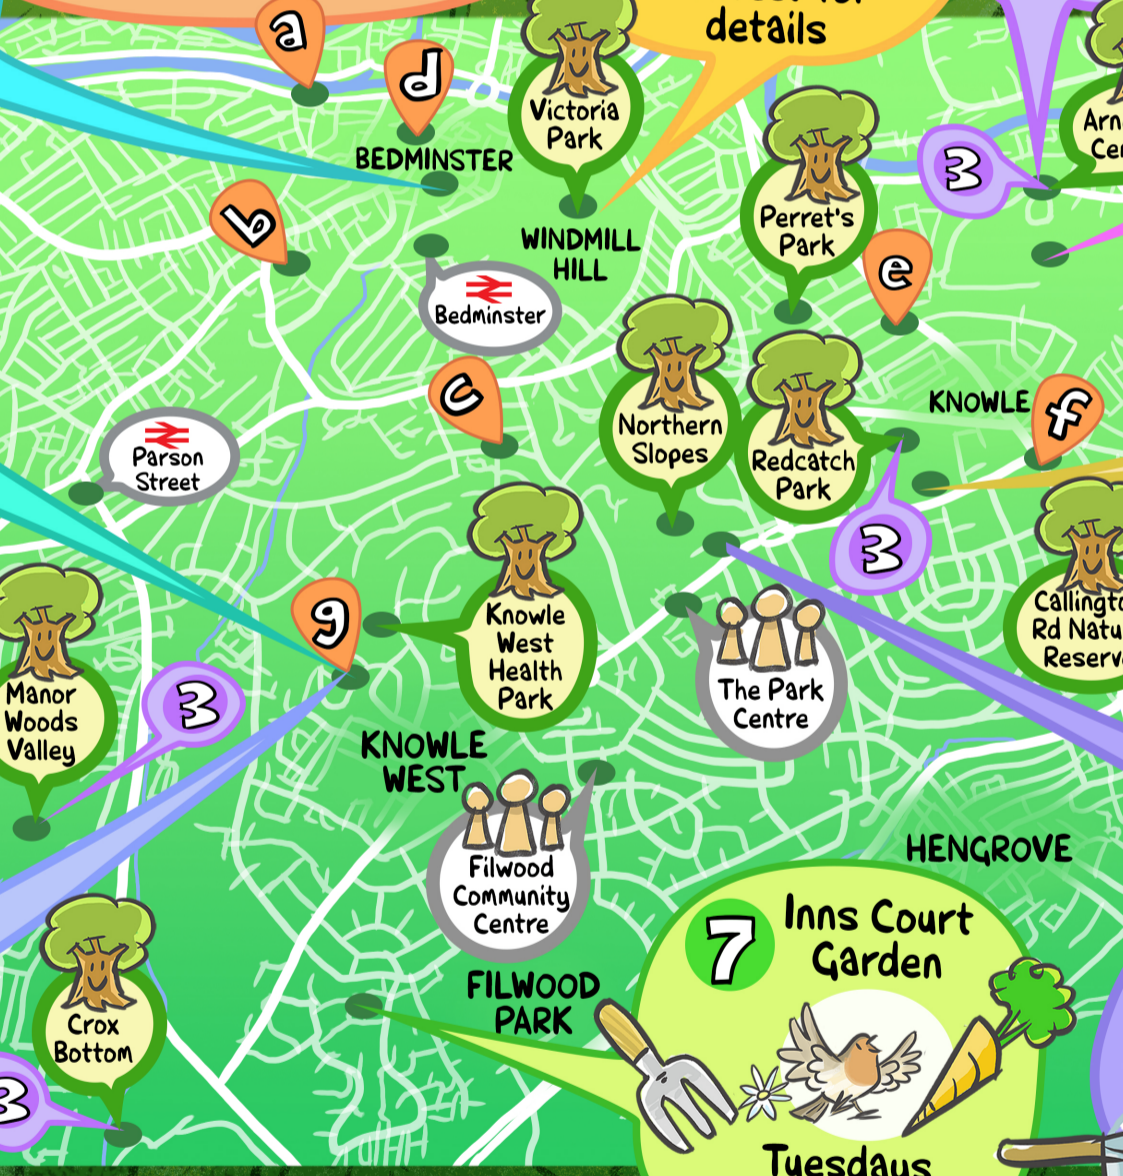 details
a
d
Victoria
Park
BEDMINSTER
3
Perret's
Park
b
WINDMILL
HILL
e
Bedminster
c
Northern
Slopes
KNOWLE
f
Parson
Street
Redcatch
Park
3
g
Knowle
West
Health
Park
Manor
Woods
Valley
3
The Park
Centre
KNOWLE
WEST
Filwood
Community
Centre
HENGROVE
7
Inns Court
Garden
FILWOOD
PARK
Crox
Bottom
3
Tuesdays